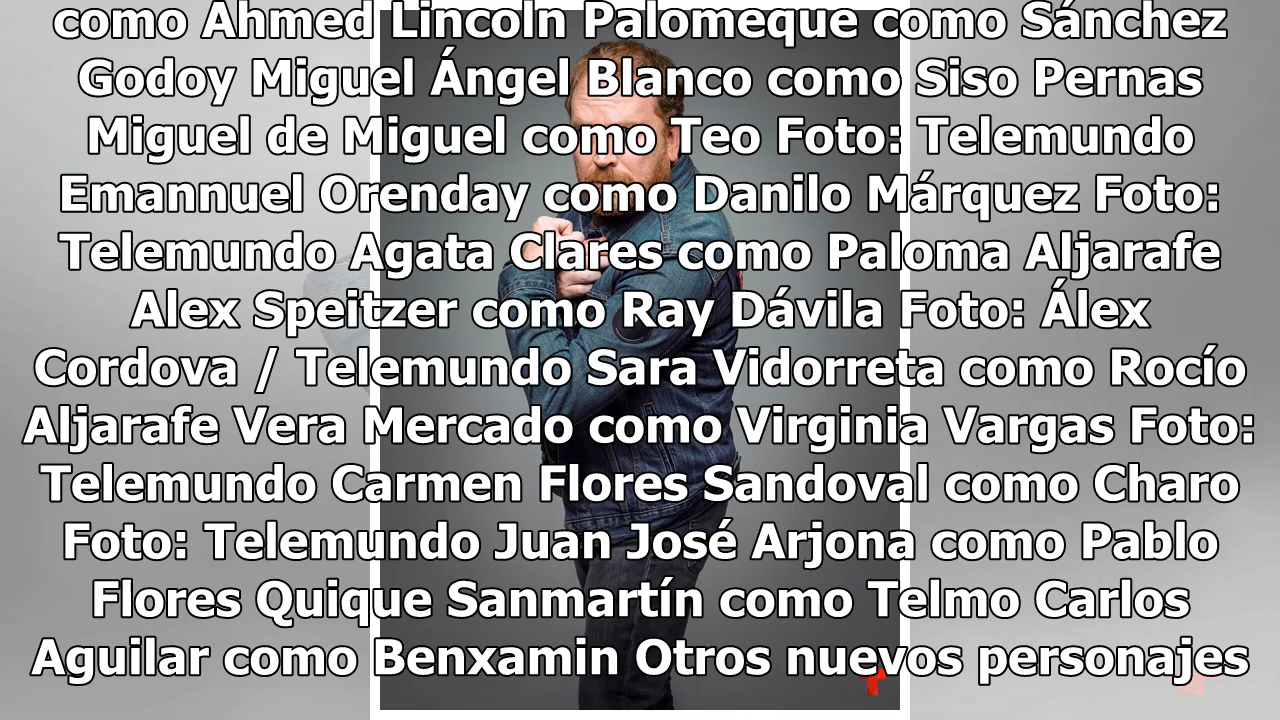 como Ahmed Lincoln Palomeque como Sánchez
Godoy Miguel Ángel Blanco como Siso Pernas
Miguel de Miguel como Teo Foto: Telemundo
Emannuel Orenday como Danilo Márquez Foto:
Telemundo Agata Clares como Paloma Aljarafe
Alex Speitzer como Ray Dávila Foto: Álex
Cordova / Telemundo Sara Vidorreta como Rocío
Aljarafe Vera Mercado como Virginia Vargas Foto:
Telemundo Carmen Flores Sandoval como Charo
Foto: Telemundo Juan José Arjona como Pablo
Flores Quique Sanmartín como Telmo Carlos
Aguilar como Benxamin Otros nuevos personajes